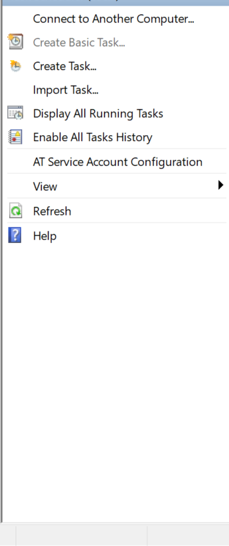 Connect to Another Computer...
Create Basic Task...
Create Task...
Import Task...
Display All Running Tasks
Enable All Tasks History
AT Service Account Configuration
View
Refresh
Help